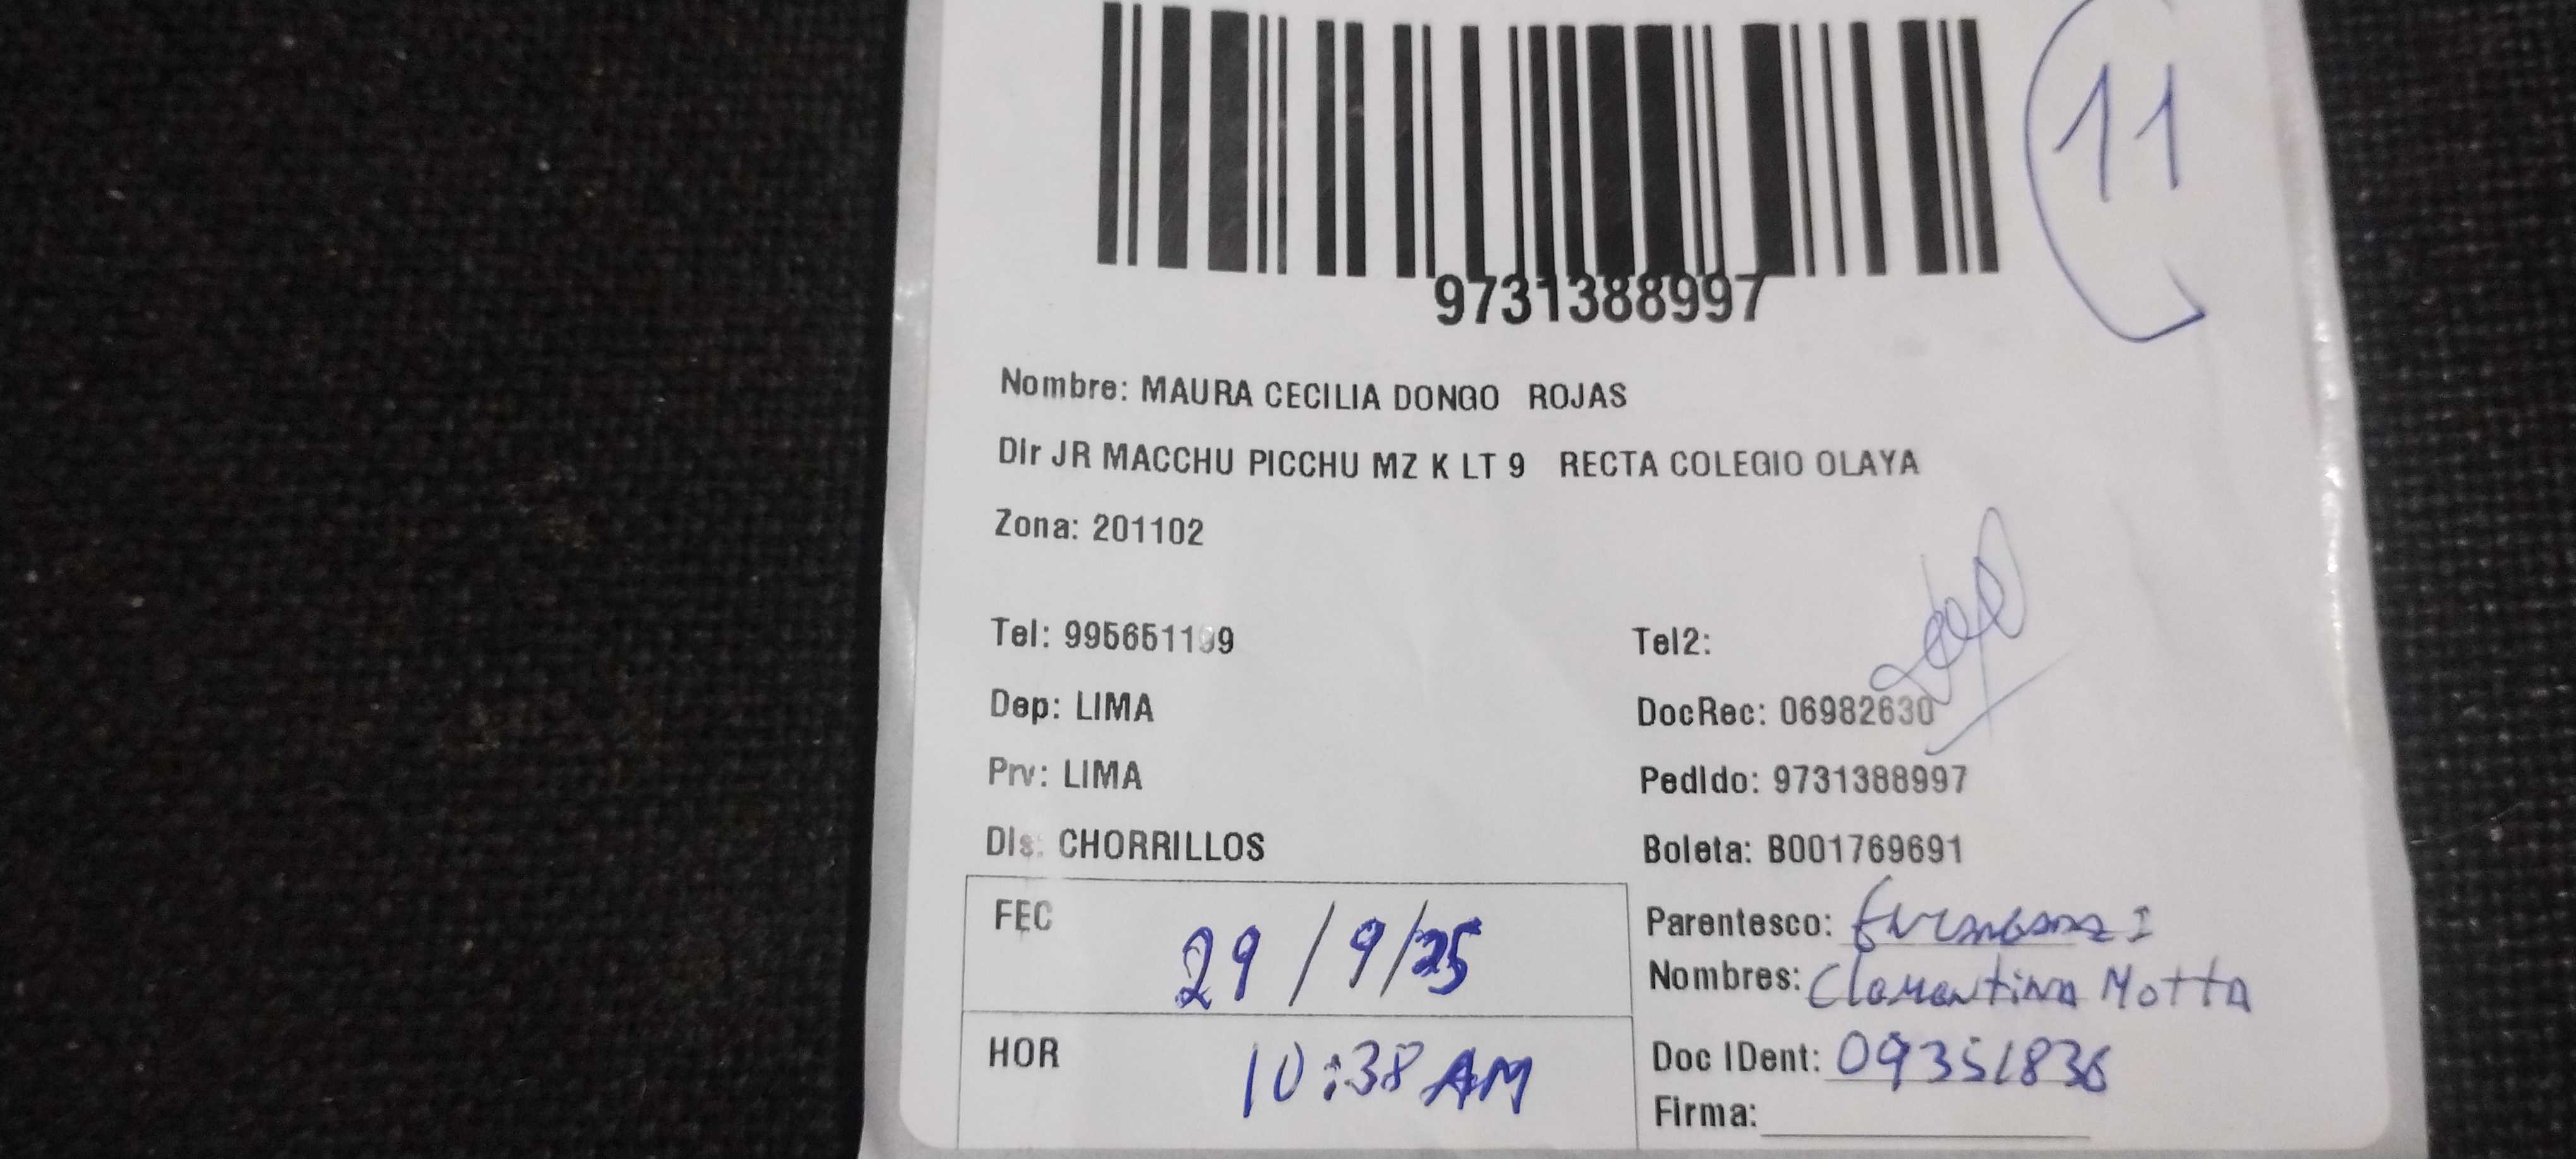 11
9731388997
Nombre: MAURA CECILIA DONGO ROJAS
Dir JR MACCHU PICCHU MZ K LT 9 RECTA COLEGIO OLAYA
Zona: 201102
Tel: 995651199 Tel2:
Dep: LIMA DocRec: 06982630
Prv: LIMA Pedido: 9731388997
Dis: CHORRILLOS Boleta: B001769691
FEC 29/9/25 Parentesco:
Nombres: Clementina Motta
HOR 10:38 AM Doc IDent: 09351836
Firma: